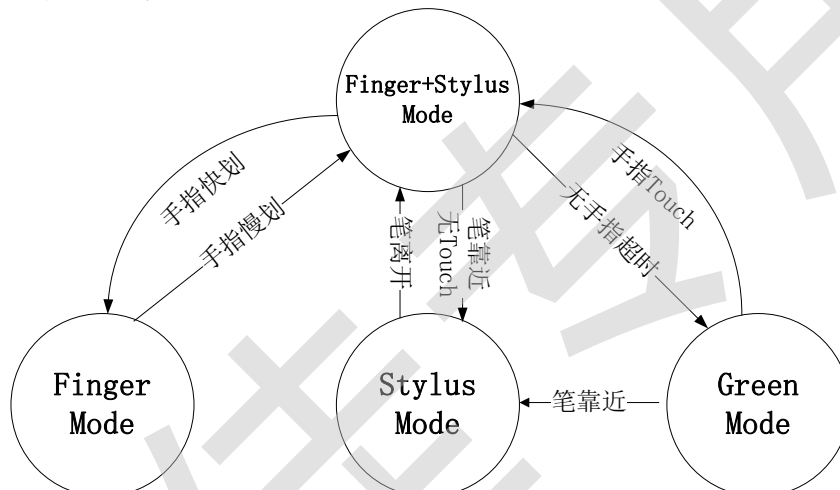 Finger+Stylus
Mode
手指快划
手指慢划
笔离开
笔靠近
无Touch
无手指超时
手指Touch
Finger
Mode
Stylus
Mode
笔靠近
Green
Mode